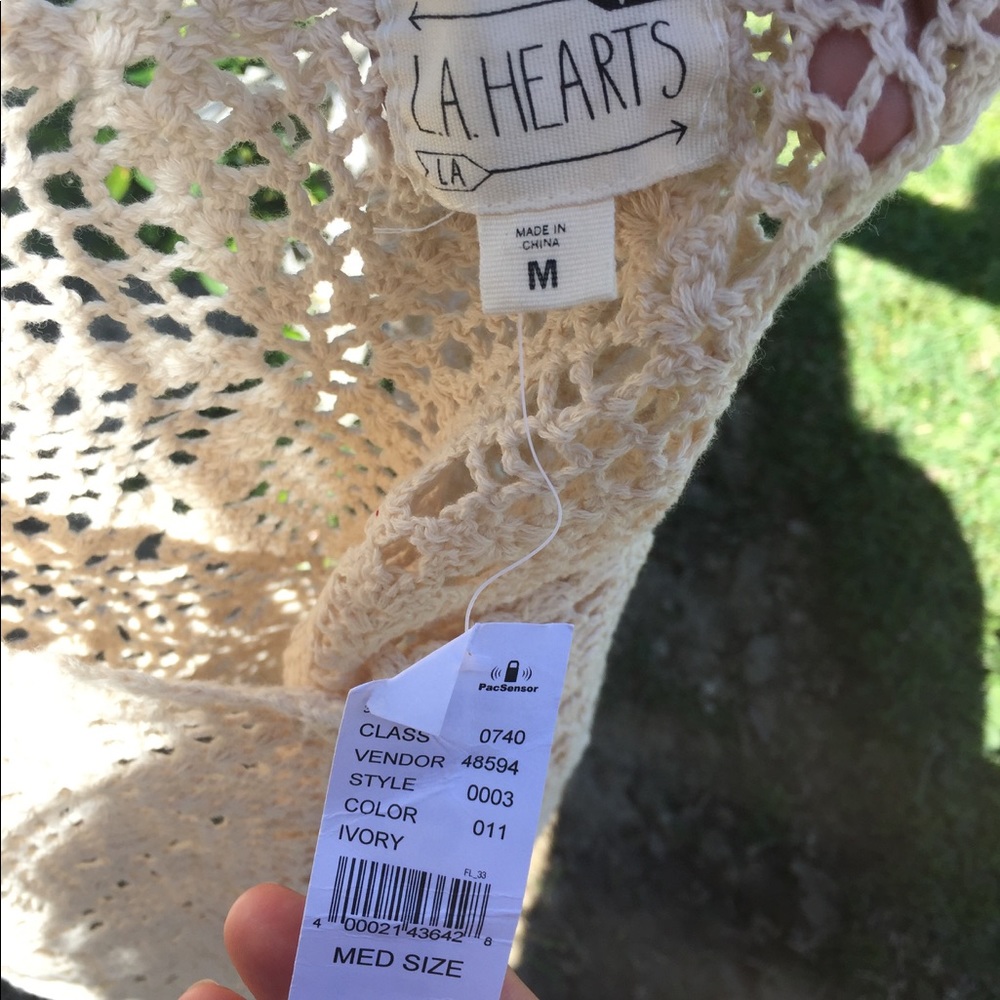 L.A. HEARTS
LA
MADE IN
CHINA
M
PacSensor
CLASS 0740
VENDOR 48594
STYLE 0003
COLOR 011
IVORY
FL_33
4 00021 43642 8
MED SIZE